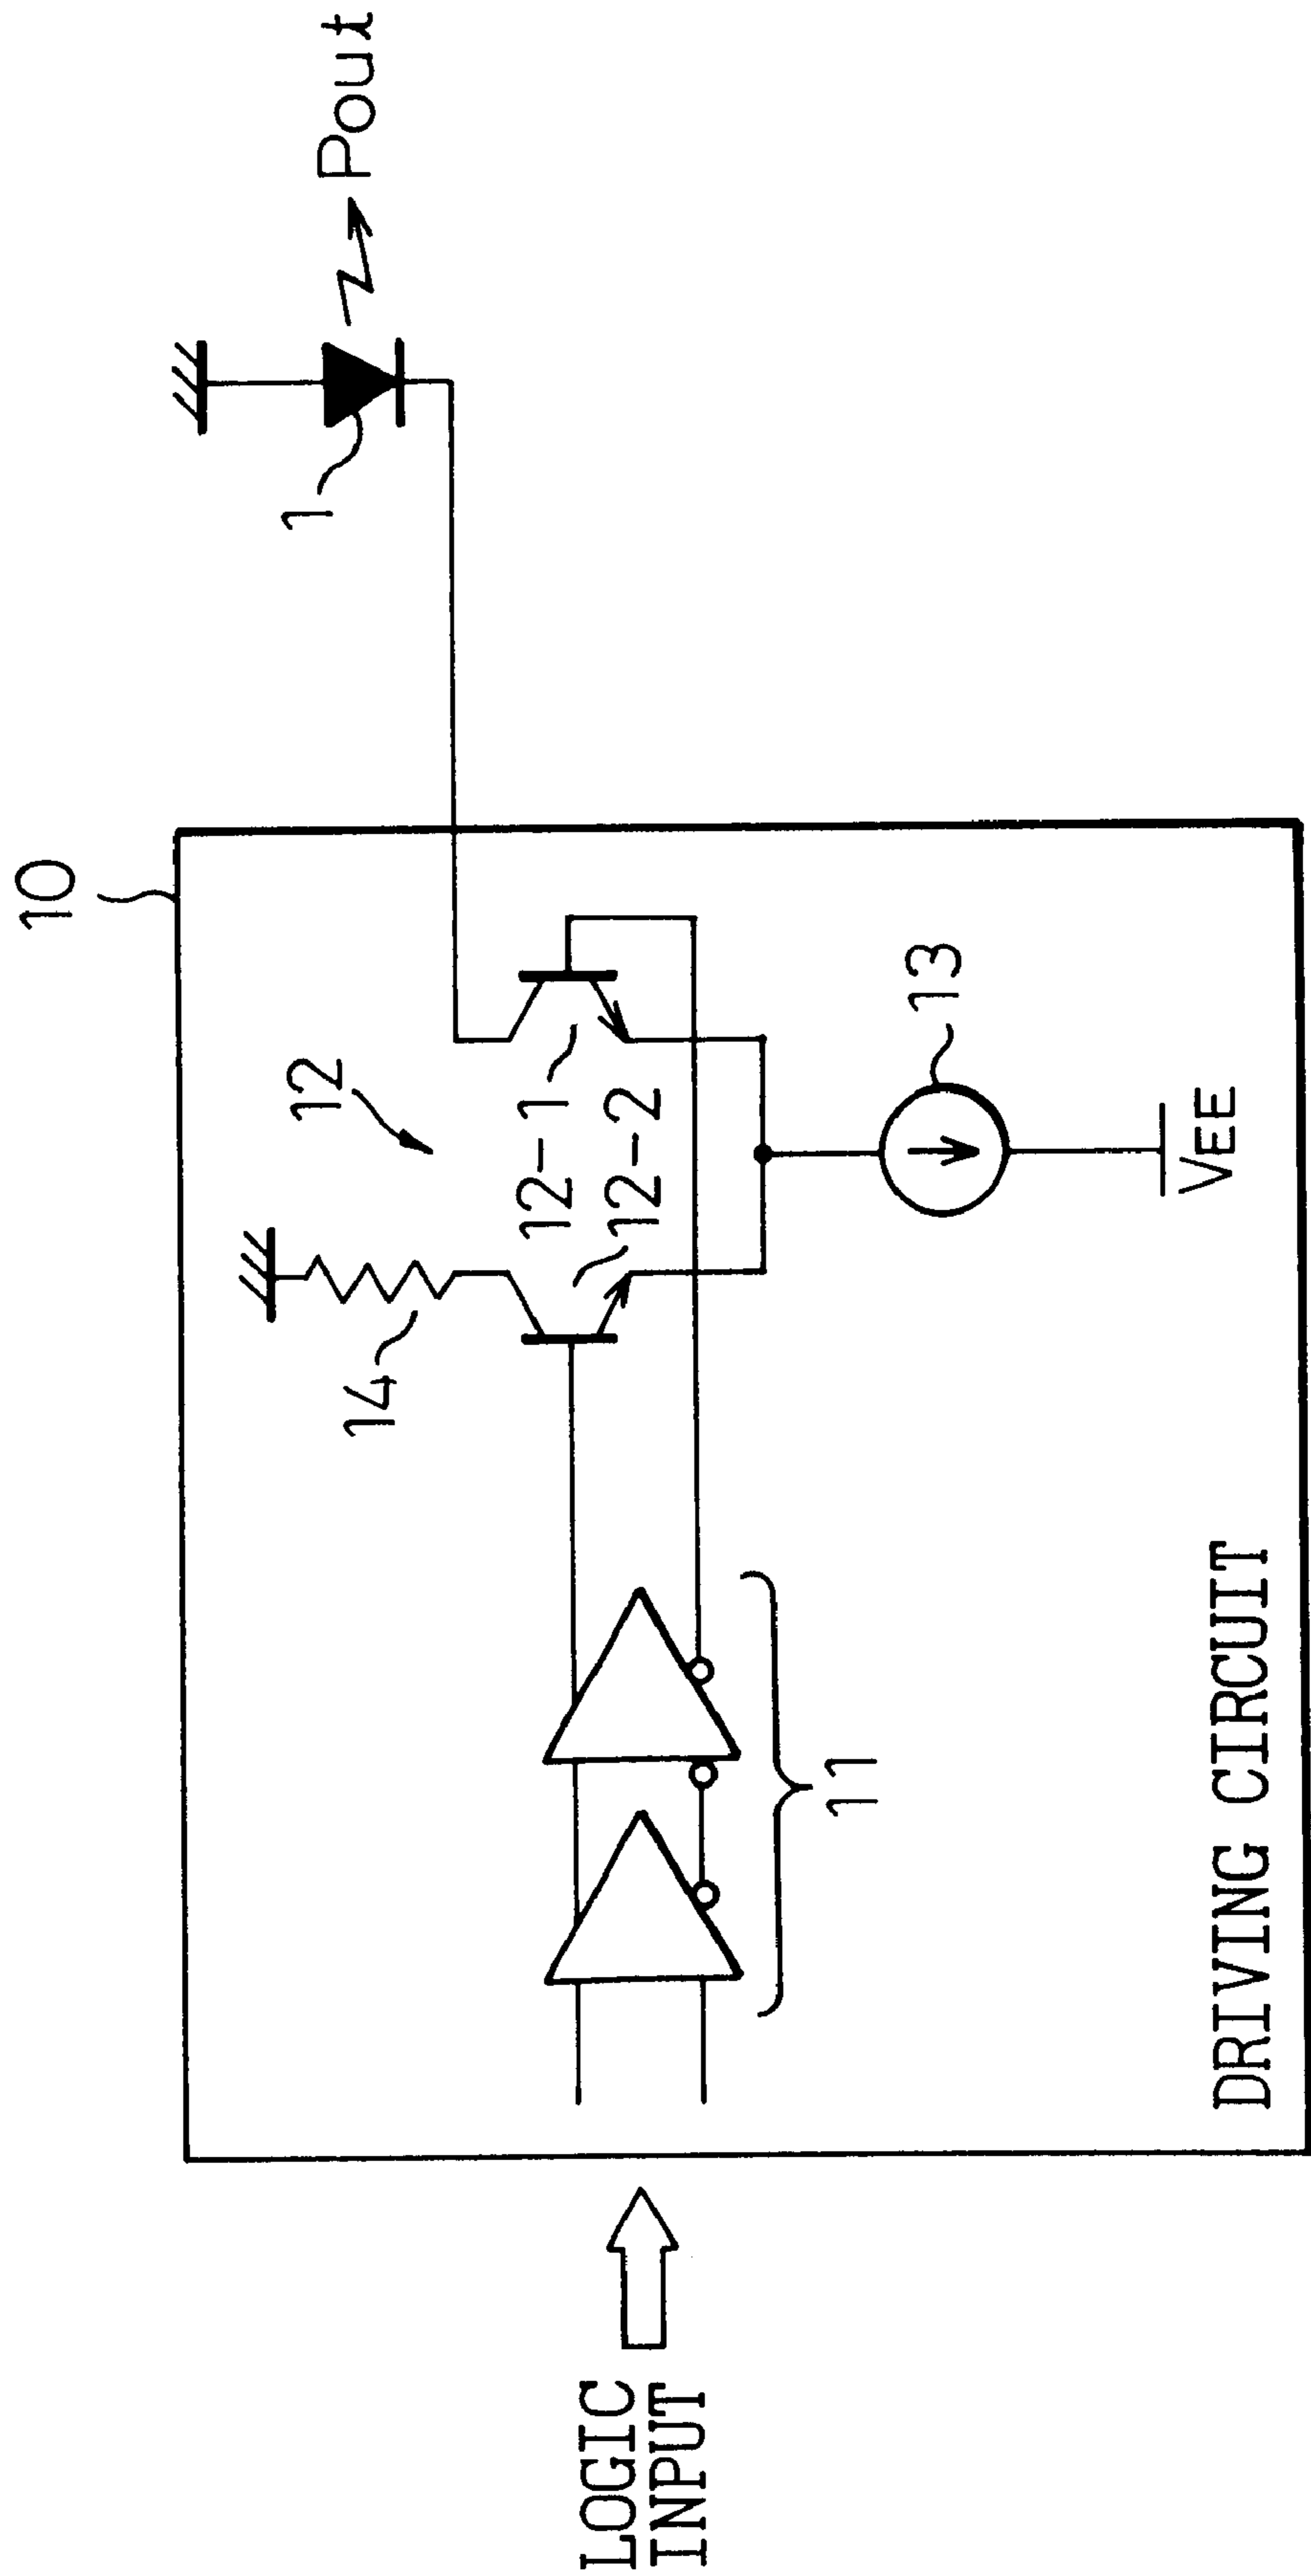 10
1
Pout
12
14
12-1
12-2
13
11
VEE
LOGIC
INPUT
DRIVING CIRCUIT